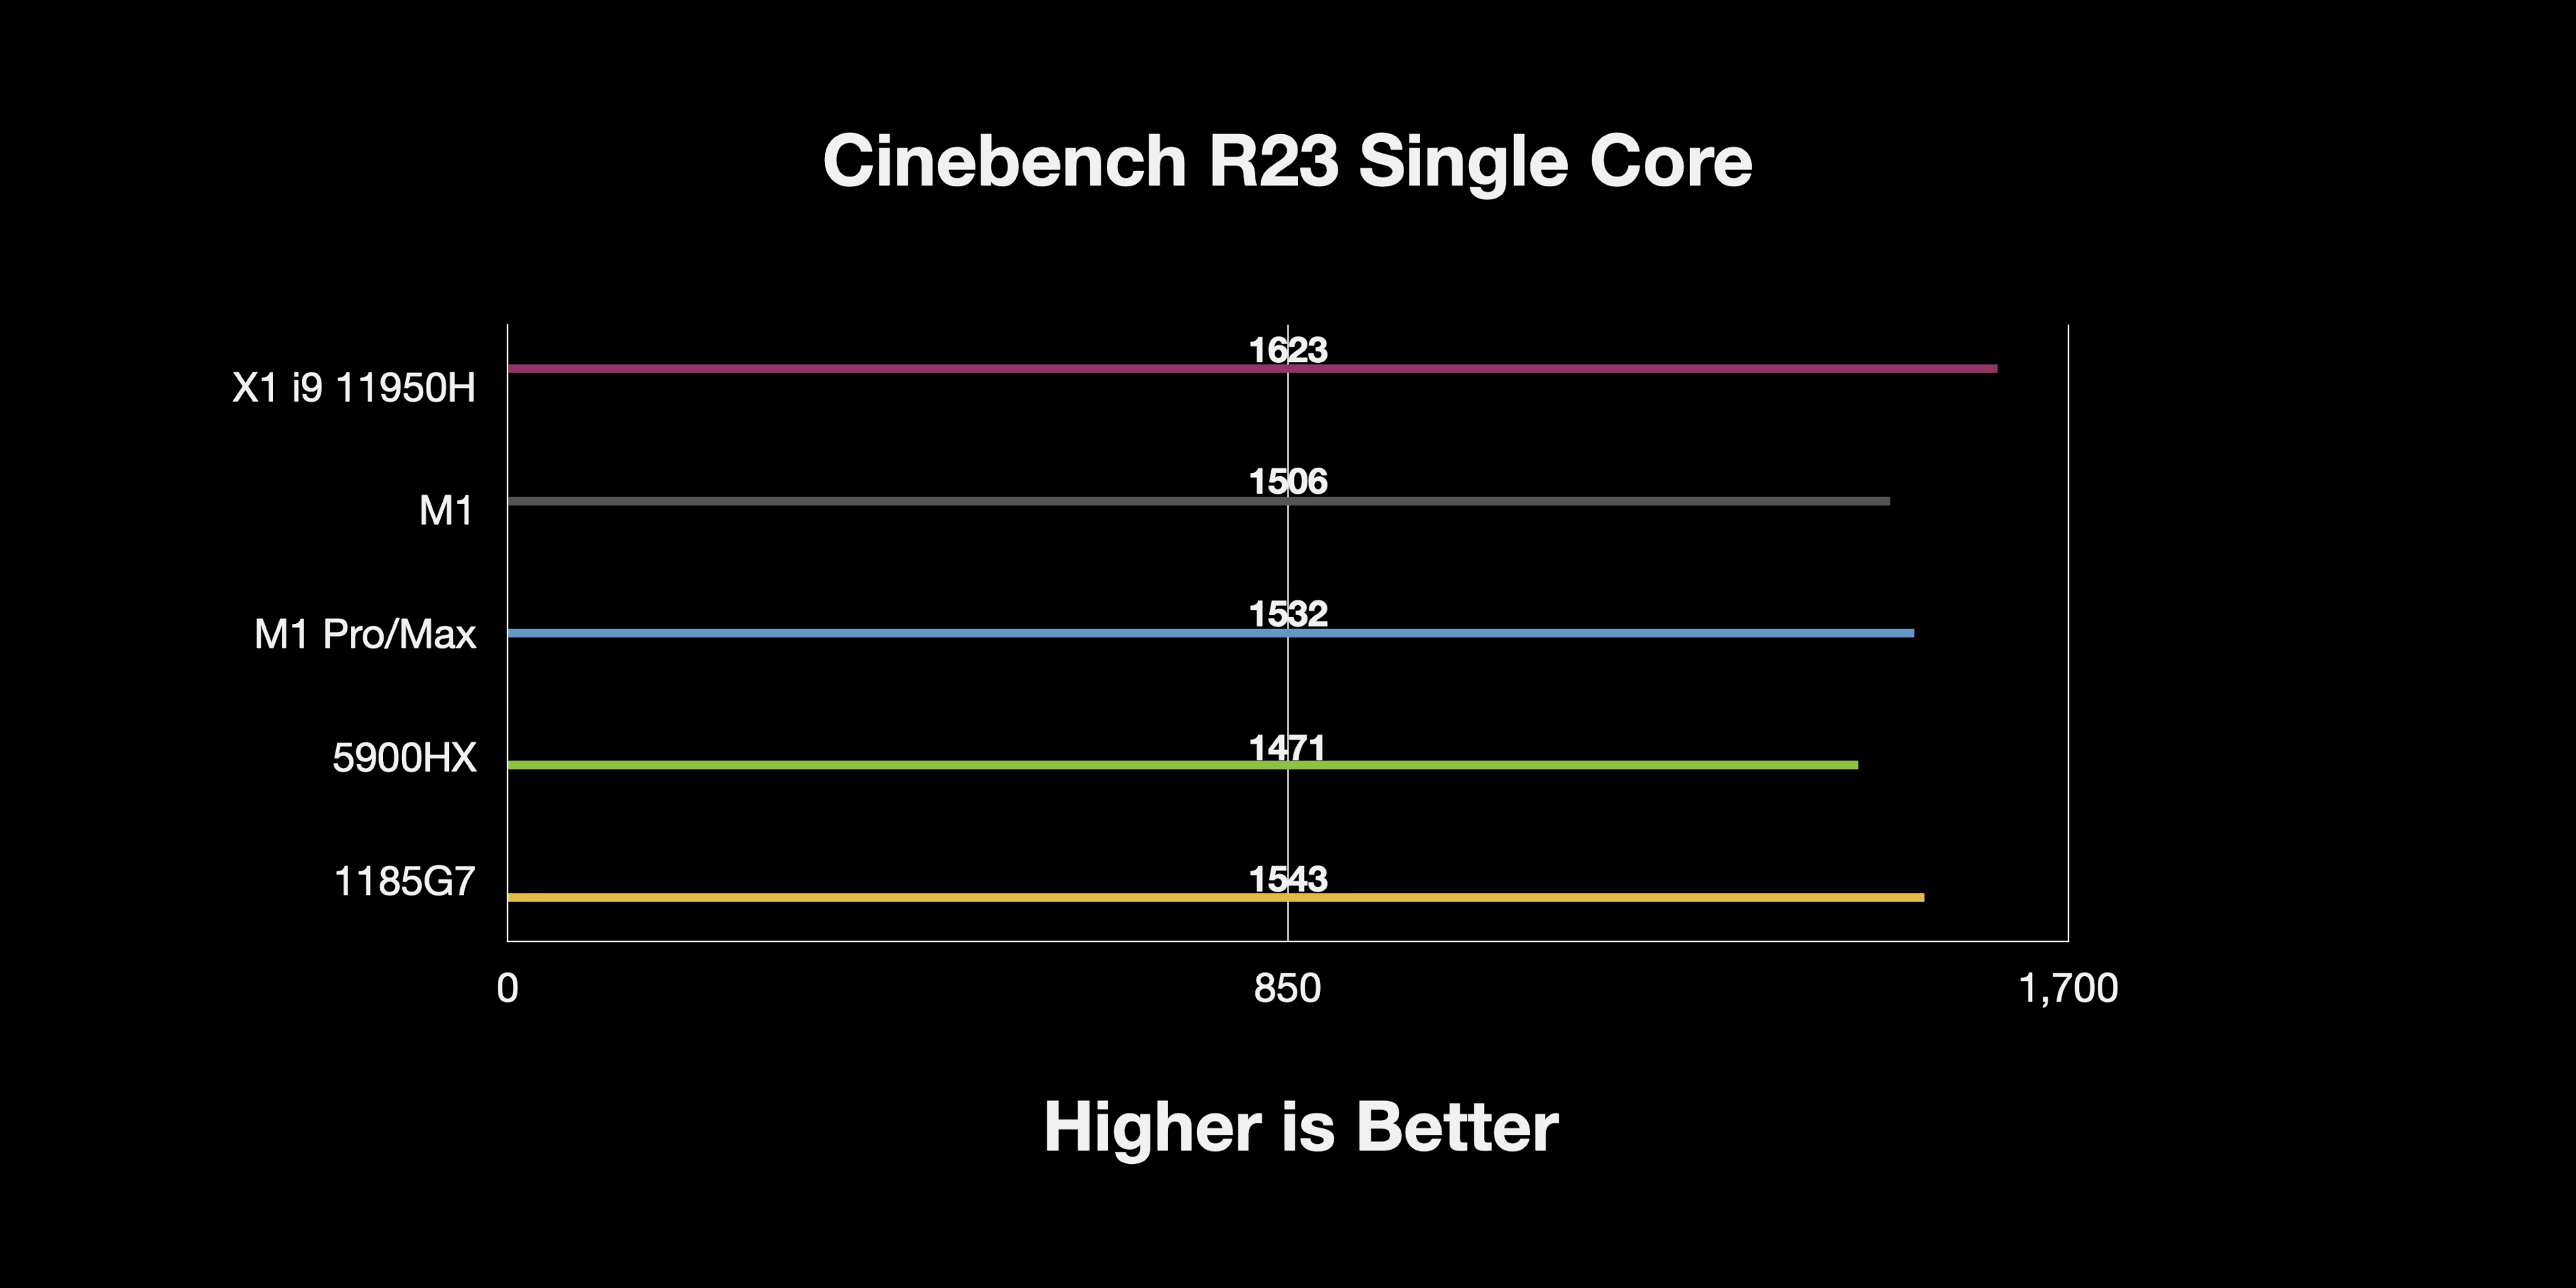 Cinebench R23 Single Core
1623
X1 i9 11950H
1506
M1
1532
M1 Pro/Max
1471
5900HX
1543
1185G7
0 850 1,700
Higher is Better